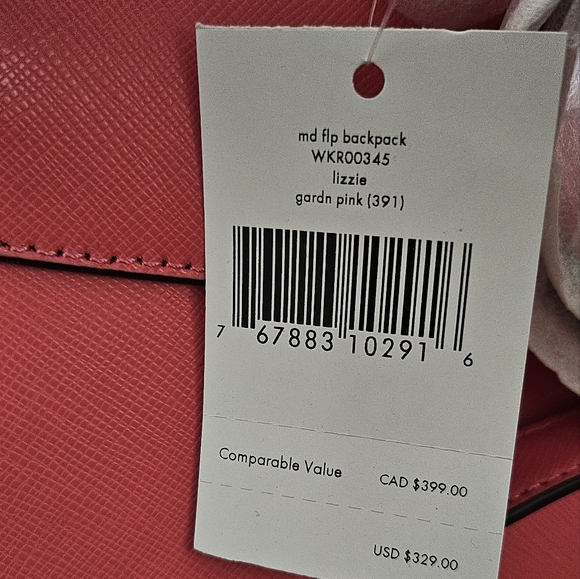 md flp backpack
WKR00345
lizzie
gardn pink (391)
7 67883 10291 6
Comparable Value CAD $399.00
USD $329.00